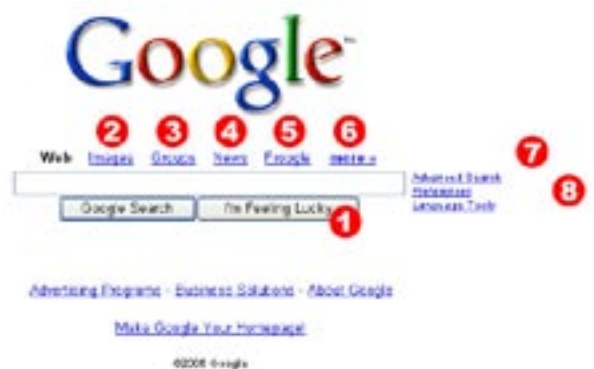 Google™
2 3 4 5 6
Web Images Groups News Froogle more »
7
Advanced Search
Preferences
Language Tools
8
Google Search I'm Feeling Lucky
1
Advertising Programs - Business Solutions - About Google
Make Google Your Homepage!
Google